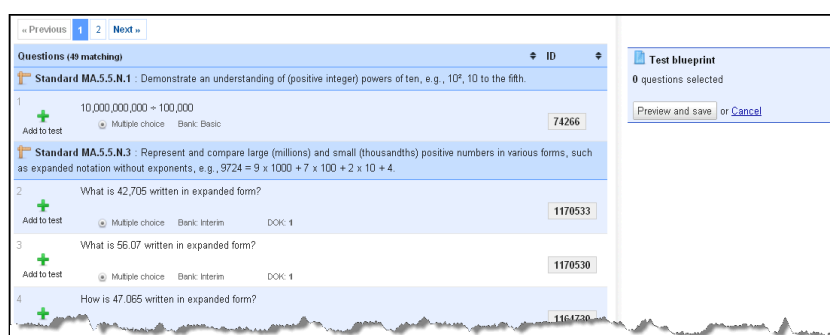 « Previous 1 2 Next »
Questions (49 matching) ID
Standard MA.5.5.N.1 : Demonstrate an understanding of (positive integer) powers of ten, e.g., 10², 10 to the fifth.
1
10,000,000,000 ÷ 100,000
Add to test
Multiple choice Bank: Basic
74266
Standard MA.5.5.N.3 : Represent and compare large (millions) and small (thousandths) positive numbers in various forms, such
as expanded notation without exponents, e.g., 9724 = 9 x 1000 + 7 x 100 + 2 x 10 + 4.
2
What is 42,705 written in expanded form?
Add to test
Multiple choice Bank: Interim DOK: 1
1170533
3
What is 56.07 written in expanded form?
Add to test
Multiple choice Bank: Interim DOK: 1
1170530
4
How is 47.065 written in expanded form?
Test blueprint
0 questions selected
Preview and save or Cancel